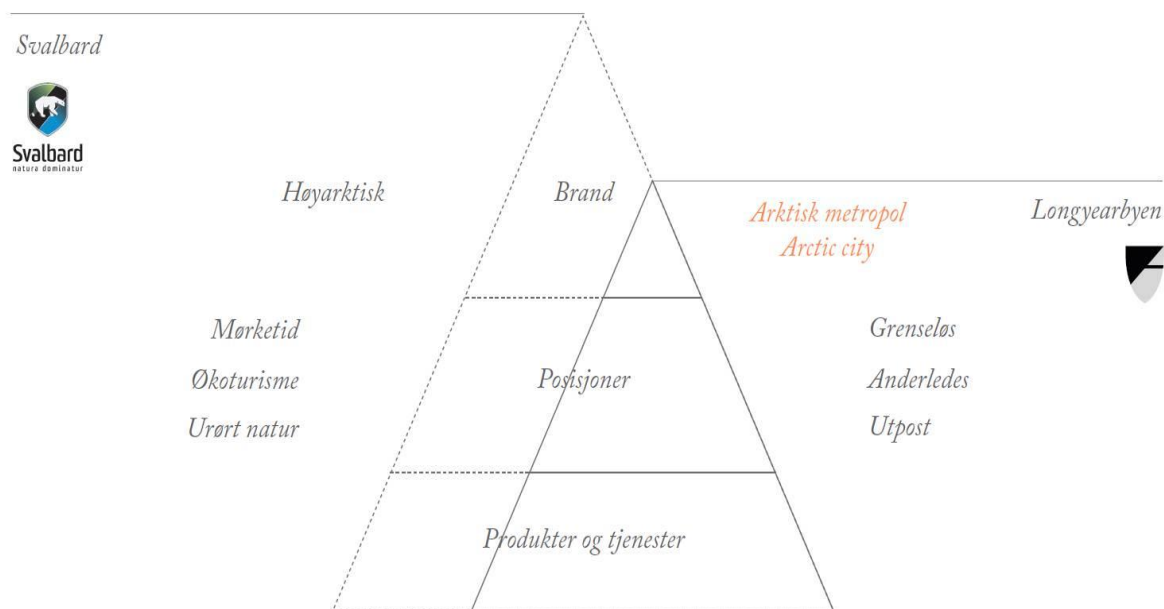 Svalbard
Svalbard
natura dominatur
Høyarktisk
Brand
Arktisk metropol
Arctic city
Longyearbyen
Mørketid
Økoturisme
Urørt natur
Posisjoner
Grenseløs
Anderledes
Utpost
Produkter og tjenester